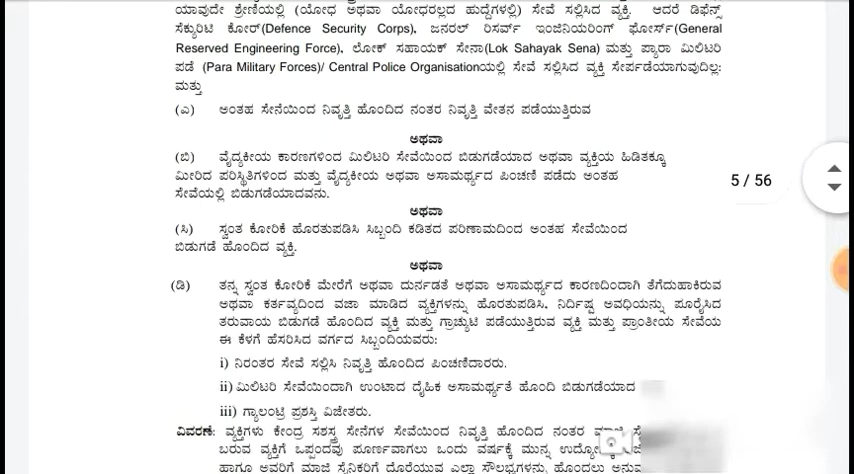 ಯಾವುದೇ ಶ್ರೇಣಿಯಲ್ಲಿ (ಯೋಧ ಅಥವಾ ಯೋಧರಲ್ಲದ ಹುದ್ದೆಗಳಲ್ಲಿ) ಸೇವೆ ಸಲ್ಲಿಸಿದ ವ್ಯಕ್ತಿ. ಆದರೆ ಡಿಫೆನ್ಸ್
ಸೆಕ್ಯುರಿಟಿ ಕೋರ್(Defence Security Corps), ಜನರಲ್ ರಿಸರ್ವ್ ಇಂಜಿನಿಯರಿಂಗ್ ಫೋರ್ಸ್(General
Reserved Engineering Force), ಲೋಕ್ ಸಹಾಯಕ್ ಸೇನಾ(Lok Sahayak Sena) ಮತ್ತು ಪ್ಯಾರಾ ಮಿಲಿಟರಿ
ಪಡೆ (Para Military Forces)/ Central Police Organisationಯಲ್ಲಿ ಸೇವೆ ಸಲ್ಲಿಸಿದ ವ್ಯಕ್ತಿ ಸೇರ್ಪಡೆಯಾಗುವುದಿಲ್ಲ:
ಮತ್ತು
(ಎ) ಅಂತಹ ಸೇನೆಯಿಂದ ನಿವೃತ್ತಿ ಹೊಂದಿದ ನಂತರ ನಿವೃತ್ತಿ ವೇತನ ಪಡೆಯುತ್ತಿರುವ
ಅಥವಾ
(ಬಿ) ವೈದ್ಯಕೀಯ ಕಾರಣಗಳಿಂದ ಮಿಲಿಟರಿ ಸೇವೆಯಿಂದ ಬಿಡುಗಡೆಯಾದ ಅಥವಾ ವ್ಯಕ್ತಿಯ ಹಿಡಿತಕ್ಕೂ
ಮೀರಿದ ಪರಿಸ್ಥಿತಿಗಳಿಂದ ಮತ್ತು ವೈದ್ಯಕೀಯ ಅಥವಾ ಅಸಾಮರ್ಥ್ಯದ ಪಿಂಚಣಿ ಪಡೆದು ಅಂತಹ
ಸೇವೆಯಲ್ಲಿ ಬಿಡುಗಡೆಯಾದವನು.
ಅಥವಾ
(ಸಿ) ಸ್ವಂತ ಕೋರಿಕೆ ಹೊರತುಪಡಿಸಿ ಸಿಬ್ಬಂದಿ ಕಡಿತದ ಪರಿಣಾಮದಿಂದ ಅಂತಹ ಸೇವೆಯಿಂದ
ಬಿಡುಗಡೆ ಹೊಂದಿದ ವ್ಯಕ್ತಿ.
ಅಥವಾ
(ಡಿ) ತನ್ನ ಸ್ವಂತ ಕೋರಿಕೆ ಮೇರೆಗೆ ಅಥವಾ ದುರ್ನಡತೆ ಅಥವಾ ಅಸಾಮರ್ಥ್ಯದ ಕಾರಣದಿಂದಾಗಿ ತೆಗೆದುಹಾಕಿರುವ
ಅಥವಾ ಕರ್ತವ್ಯದಿಂದ ವಜಾ ಮಾಡಿದ ವ್ಯಕ್ತಿಗಳನ್ನು ಹೊರತುಪಡಿಸಿ, ನಿರ್ದಿಷ್ಟ ಅವಧಿಯನ್ನು ಪೂರೈಸಿದ
ತರುವಾಯ ಬಿಡುಗಡೆ ಹೊಂದಿದ ವ್ಯಕ್ತಿ ಮತ್ತು ಗ್ರಾಚ್ಯುಟಿ ಪಡೆಯುತ್ತಿರುವ ವ್ಯಕ್ತಿ ಮತ್ತು ಪ್ರಾಂತೀಯ ಸೇವೆಯ
ಈ ಕೆಳಗೆ ಹೆಸರಿಸಿದ ವರ್ಗದ ಸಿಬ್ಬಂದಿಯವರು:
i) ನಿರಂತರ ಸೇವೆ ಸಲ್ಲಿಸಿ ನಿವೃತ್ತಿ ಹೊಂದಿದ ಪಿಂಚಣಿದಾರರು.
ii) ಮಿಲಿಟರಿ ಸೇವೆಯಿಂದಾಗಿ ಉಂಟಾದ ದೈಹಿಕ ಅಸಾಮರ್ಥ್ಯತೆ ಹೊಂದಿ ಬಿಡುಗಡೆಯಾದ
iii) ಗ್ಯಾಲಂಟ್ರಿ ಪ್ರಶಸ್ತಿ ವಿಜೇತರು.
ವಿವರಣೆ: ವ್ಯಕ್ತಿಗಳು ಕೇಂದ್ರ ಸಶಸ್ತ್ರ ಸೇನೆಗಳ ಸೇವೆಯಿಂದ ನಿವೃತ್ತಿ ಹೊಂದಿದ ನಂತರ
ಬರುವ ವ್ಯಕ್ತಿಗೆ ಒಪ್ಪಂದವು ಪೂರ್ಣವಾಗಲು ಒಂದು ವರ್ಷಕ್ಕೆ ಮುನ್ನ
ಹಾಗೂ ಅವರಿಗೆ ಮಾಜಿ ಸೈನಿಕರಿಗೆ ದೊರೆಯುವ ಎಲ್ಲಾ ಸೌಲಭ್ಯಗಳನ್ನು ಹೊಂದಲು
5 / 56